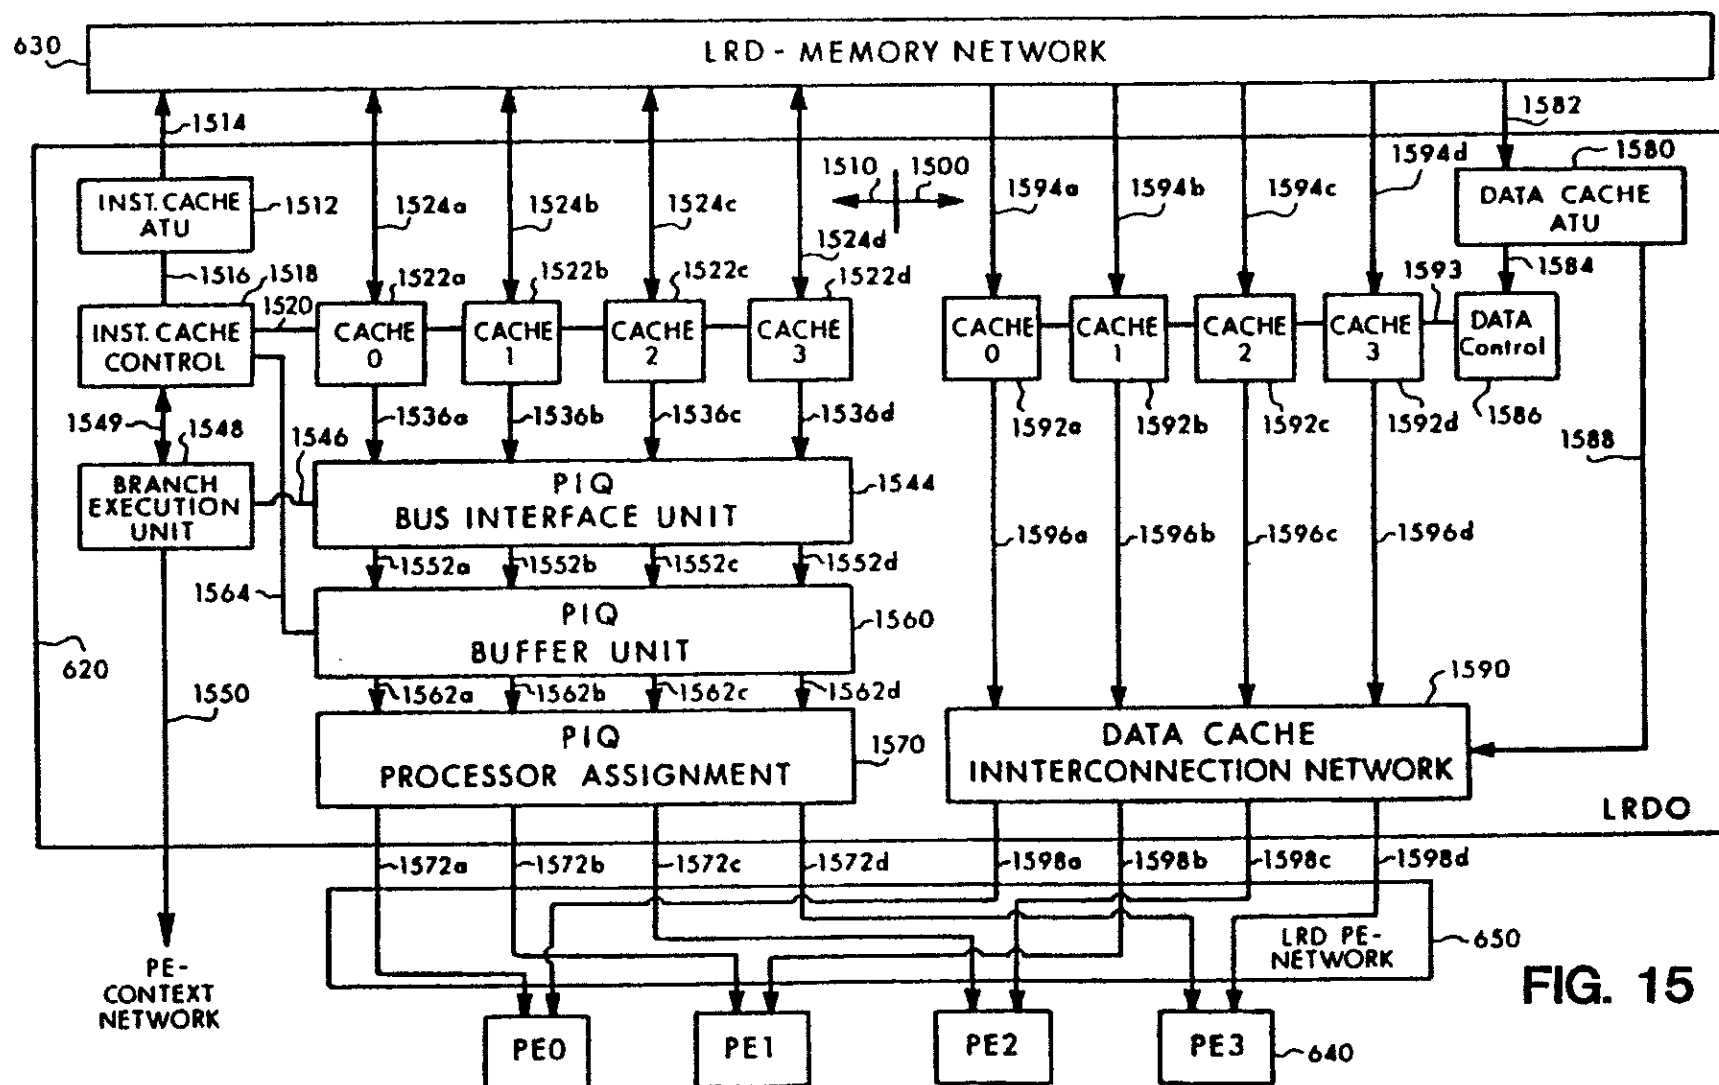 630
LRD - MEMORY NETWORK
1514
1582
1510
1500
1594d
1580
INST. CACHE
ATU
1512
1524a
1524b
1524c
1524d
1594a
1594b
1594c
DATA CACHE
ATU
1516
1518
1520
1522a
1522b
1522c
1522d
1593
1584
INST. CACHE
CONTROL
CACHE
0
CACHE
1
CACHE
2
CACHE
3
CACHE
0
CACHE
1
CACHE
2
CACHE
3
DATA
Control
1549
1548
1546
1536a
1536b
1536c
1536d
1592a
1592b
1592c
1592d
1586
1588
BRANCH
EXECUTION
UNIT
PIQ
BUS INTERFACE UNIT
1544
1596a
1596b
1596c
1596d
1564
1552a
1552b
1552c
1552d
PIQ
BUFFER UNIT
1560
620
1550
1562a
1562b
1562c
1562d
1590
PIQ
PROCESSOR ASSIGNMENT
1570
DATA CACHE
INNTERCONNECTION NETWORK
LRDO
1572a
1572b
1572c
1572d
1598a
1598b
1598c
1598d
LRD PE-
NETWORK
650
PE-
CONTEXT
NETWORK
FIG. 15
PE0
PE1
PE2
PE3
640